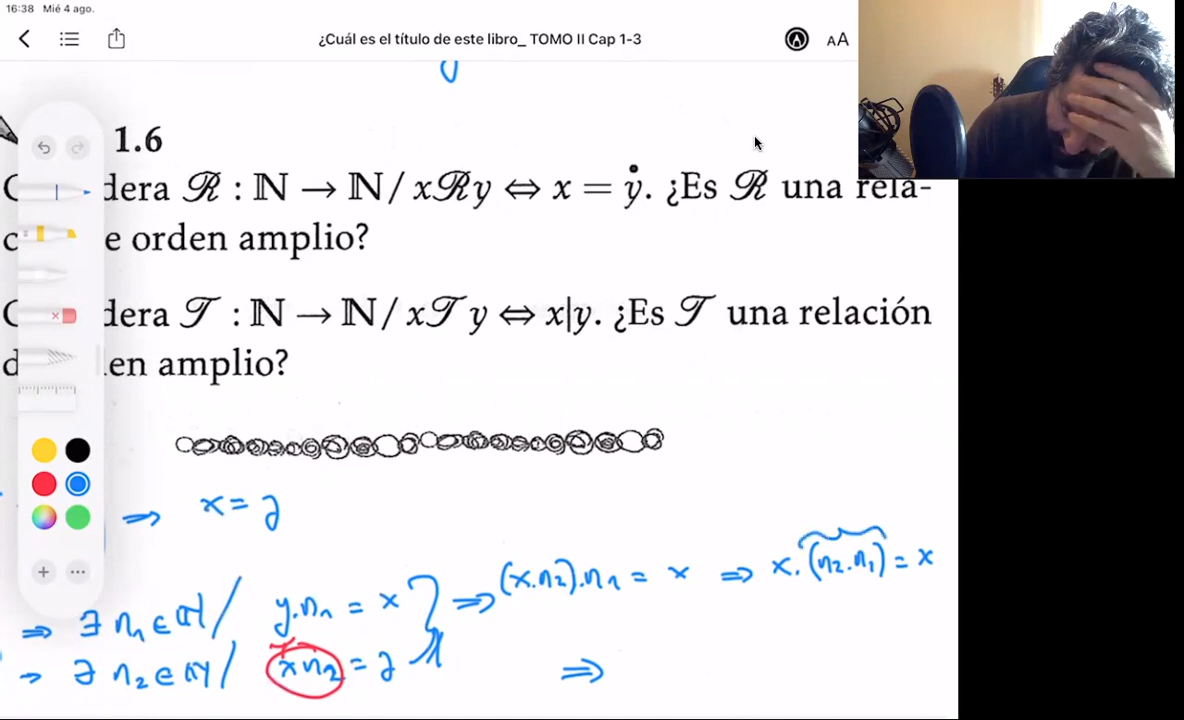 16:38 Mié 4 ago.
¿Cuál es el título de este libro_ TOMO II Cap 1-3
AA
1.6
dera ℛ : ℕ → ℕ/ xℛy ⇔ x = ẙ. ¿Es ℛ una rela-
e orden amplio?
dera 𝒯 : ℕ → ℕ/ x𝒯 y ⇔ x|y. ¿Es 𝒯 una relación
en amplio?
⇒ x = y
⇒ ∃ n₁ ∈ ℕ / y.n₁ = x } ⇒ (x.n₂).n₁ = x ⇒ x.(n₂.n₁) = x
⇒ ∃ n₂ ∈ ℕ / x n₂ = y ⇒